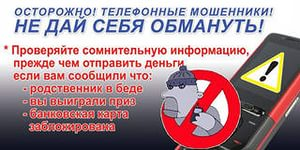 ОСТОРОЖНО! ТЕЛЕФОННЫЕ МОШЕННИКИ!
НЕ ДАЙ СЕБЯ ОБМАНУТЬ!
* Проверяйте сомнительную информацию,
прежде чем отправить деньги,
если вам сообщили что:
- родственник в беде
- вы выиграли приз
- банковская карта
заблокирована